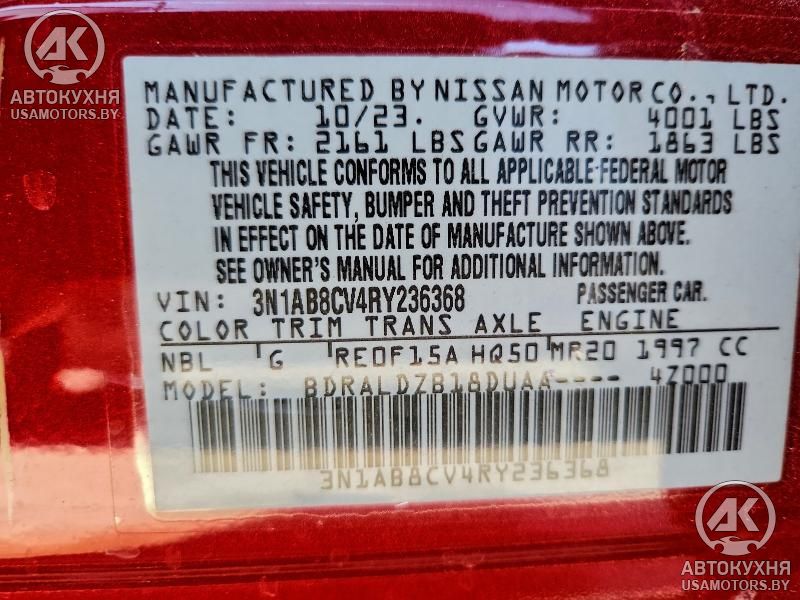 AK
АВТОКУХНЯ
USAMOTORS.BY
MANUFACTURED BY NISSAN MOTOR CO., LTD.
DATE: 10/23. GVWR: 4001 LBS
GAWR FR: 2161 LBS GAWR RR: 1863 LBS
THIS VEHICLE CONFORMS TO ALL APPLICABLE FEDERAL MOTOR
VEHICLE SAFETY, BUMPER AND THEFT PREVENTION STANDARDS
IN EFFECT ON THE DATE OF MANUFACTURE SHOWN ABOVE.
SEE OWNER'S MANUAL FOR ADDITIONAL INFORMATION.
VIN: 3N1AB8CV4RY236368 PASSENGER CAR.
COLOR TRIM TRANS AXLE ENGINE
NBL G RE0F15A HQ50 MR20 1997 CC
MODEL: BDRALDZB18DUAA---- 4Z000
3N1AB8CV4RY236368
AK
АВТОКУХНЯ
USAMOTORS.BY